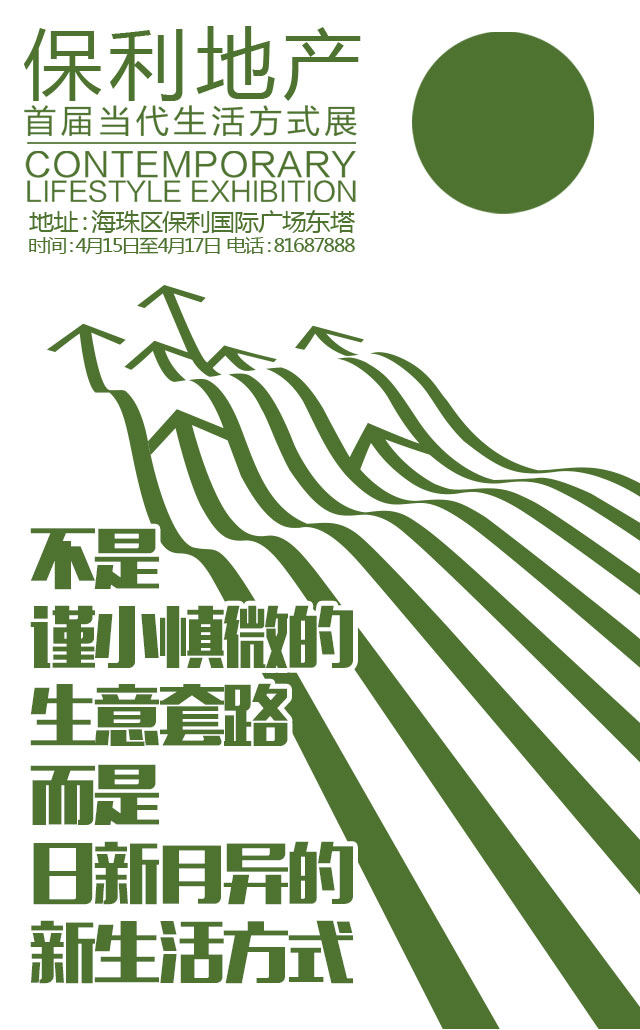 保利地产
首届当代生活方式展
CONTEMPORARY
LIFESTYLE EXHIBITION
地址:海珠区保利国际广场东塔
时间:4月15日至4月17日 电话:81687888
不是
谨小慎微的
生意套路
而是
日新月异的
新生活方式